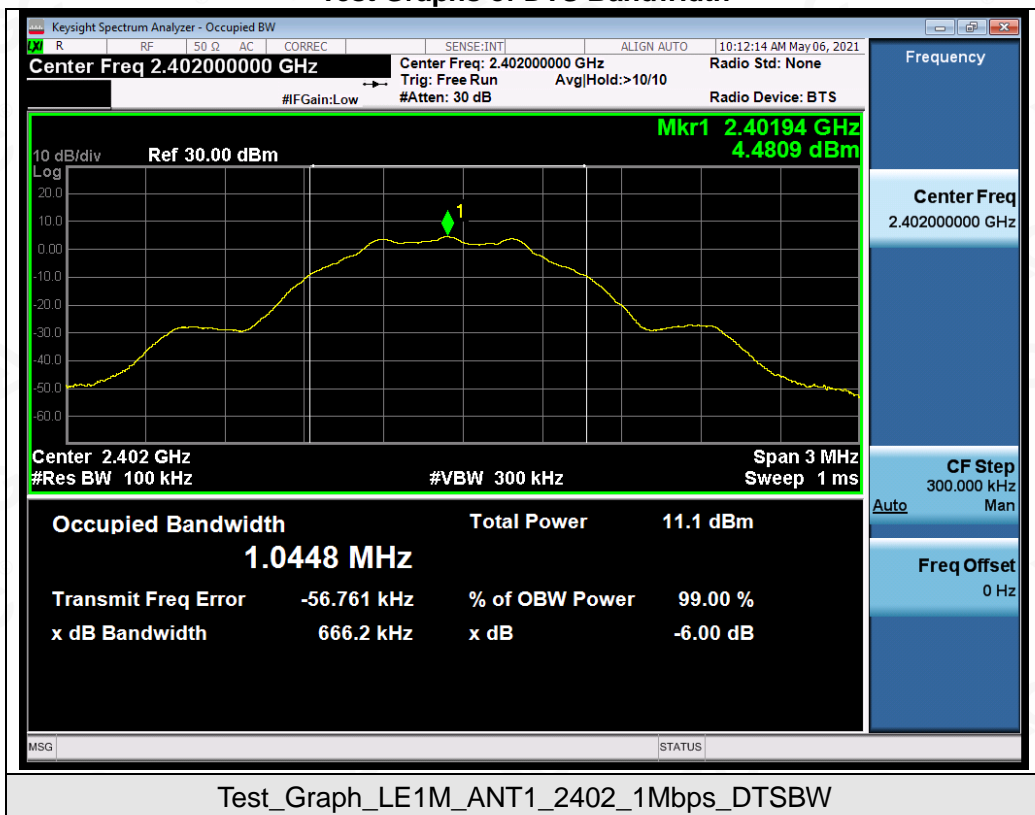 Test Graphs of DTS Bandwidth
Keysight Spectrum Analyzer - Occupied BW
LXI R RF 50 Ω AC CORREC SENSE:INT ALIGN AUTO 10:12:14 AM May 06, 2021
Center Freq 2.402000000 GHz
Center Freq: 2.402000000 GHz
Radio Std: None
Trig: Free Run Avg|Hold:>10/10
#IFGain:Low #Atten: 30 dB Radio Device: BTS
Mkr1 2.40194 GHz
4.4809 dBm
10 dB/div Ref 30.00 dBm
Log
20.0
10.0
0.00
-10.0
-20.0
-30.0
-40.0
-50.0
-60.0
1
Center 2.402 GHz Span 3 MHz
#Res BW 100 kHz #VBW 300 kHz Sweep 1 ms
Occupied Bandwidth Total Power 11.1 dBm
1.0448 MHz
Transmit Freq Error -56.761 kHz % of OBW Power 99.00 %
x dB Bandwidth 666.2 kHz x dB -6.00 dB
Frequency
Center Freq
2.402000000 GHz
CF Step
300.000 kHz
Auto Man
Freq Offset
0 Hz
MSG STATUS
Test_Graph_LE1M_ANT1_2402_1Mbps_DTSBW